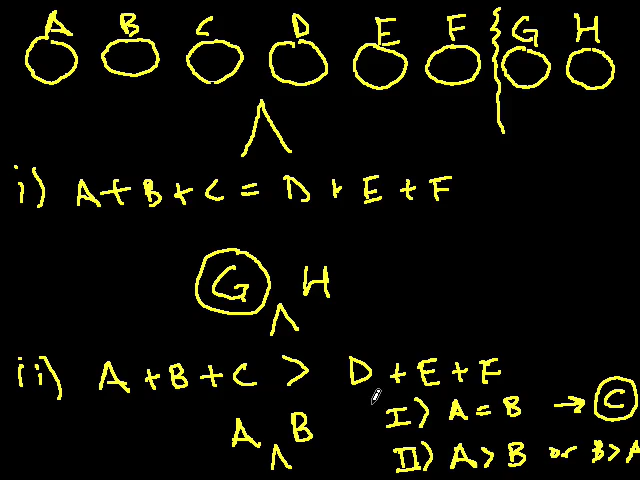 A B C D E F G H
i) A+B+C = D+E+F
G H
ii) A+B+C > D+E+F
I) A=B → C
A B
II) A>B or B>A